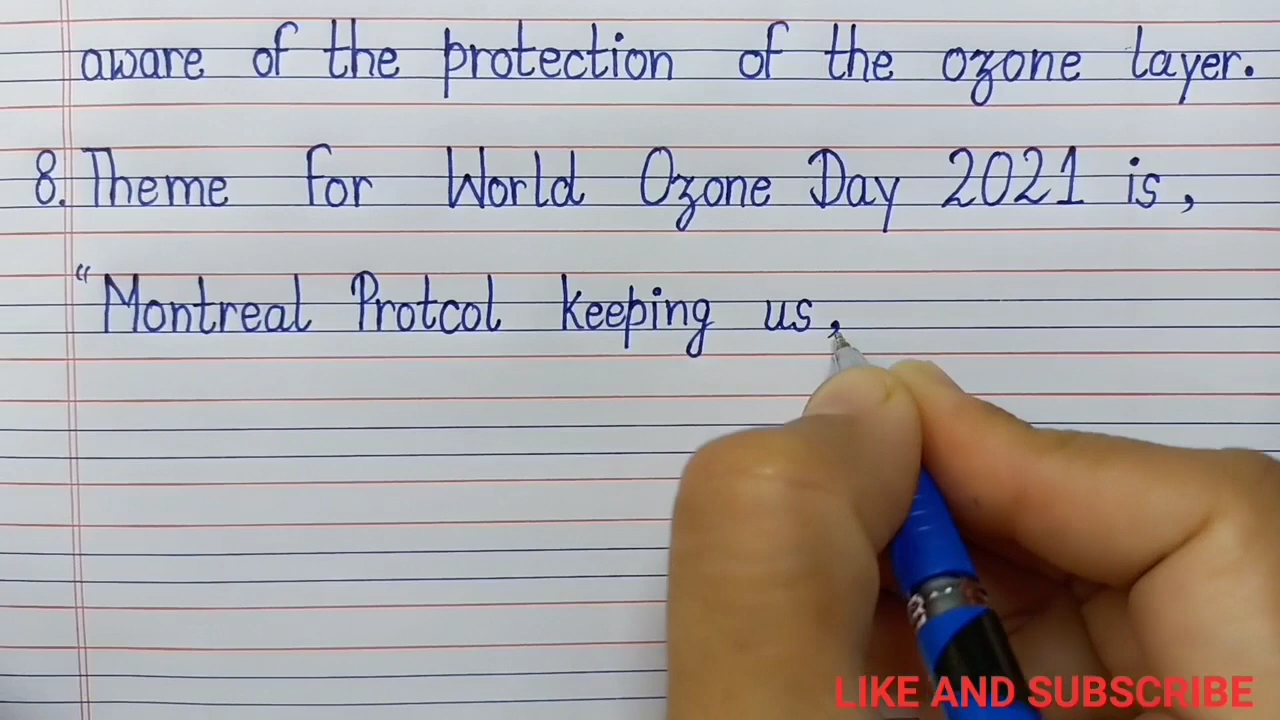 aware of the protection of the ozone layer.
8. Theme for World Ozone Day 2021 is,
“Montreal Protcol keeping us,
LIKE AND SUBSCRIBE